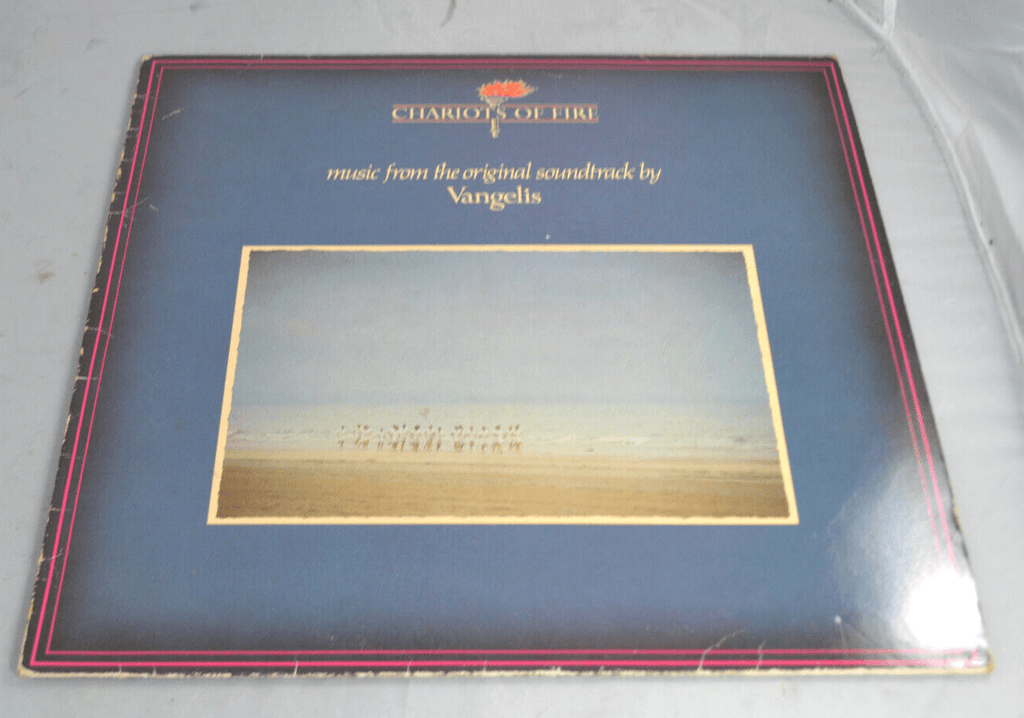 CHARIOTS OF FIRE
music from the original soundtrack by
Vangelis